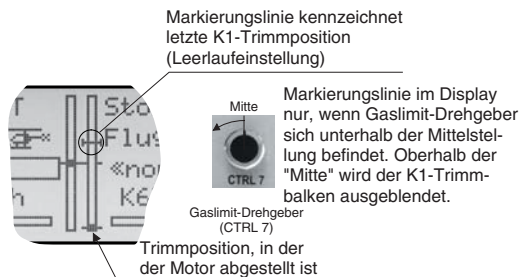 Markierungslinie kennzeichnet
letzte K1-Trimmposition
(Leerlaufeinstellung)
Sto
Flug
«no
K6
h
Mitte
CTRL 7
Gaslimit-Drehgeber
(CTRL 7)
Markierungslinie im Display
nur, wenn Gaslimit-Drehgeber
sich unterhalb der Mittelstel-
lung befindet. Oberhalb der
"Mitte" wird der K1-Trimm-
balken ausgeblendet.
Trimmposition, in der
der Motor abgestellt ist